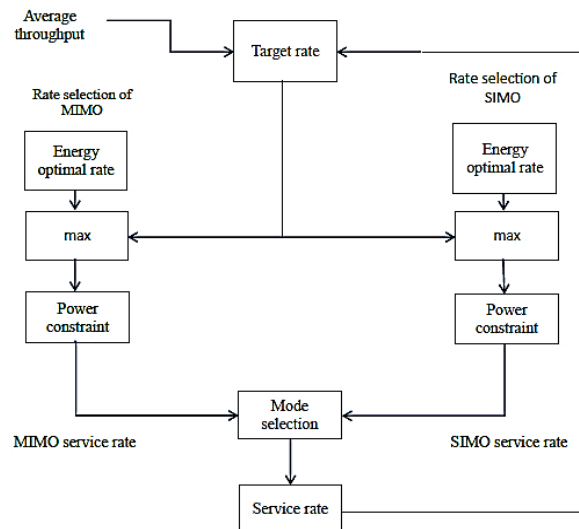 Average
throughput
Target rate
Rate selection of
MIMO
Rate selection of
SIMO
Energy
optimal rate
Energy
optimal rate
max
max
Power
constraint
Power
constraint
Mode
selection
MIMO service rate
SIMO service rate
Service rate